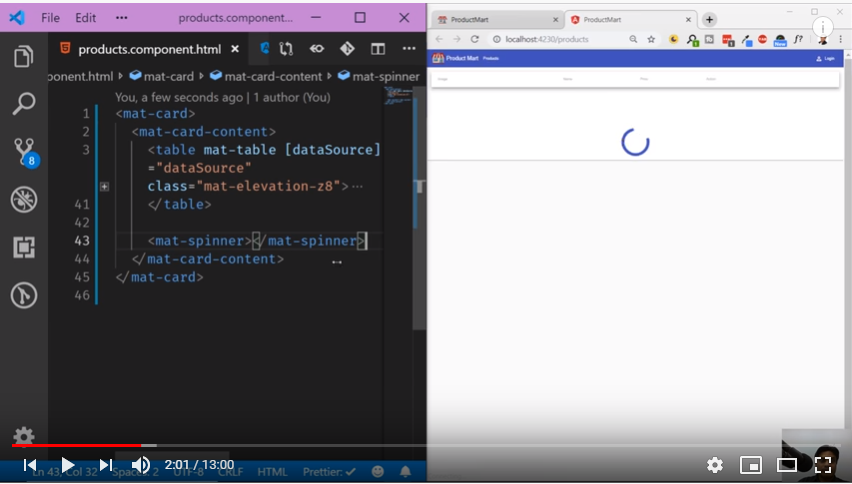 File Edit ··· products.component...
products.component.html
ponent.html mat-card mat-card-content mat-spinner
You, a few seconds ago | 1 author (You)
1 <mat-card>
2 <mat-card-content>
3 <table mat-table [dataSource]
="dataSource"
class="mat-elevation-z8">···
41 </table>
42
43 <mat-spinner></mat-spinner>
44 </mat-card-content>
45 </mat-card>
46
8
2:01 / 13:00
Ln 43, Col 32 Spaces: 2 UTF-8 CRLF HTML Prettier: ✓
ProductMart
ProductMart
localhost:4230/products
New
f?
Product Mart Products Login